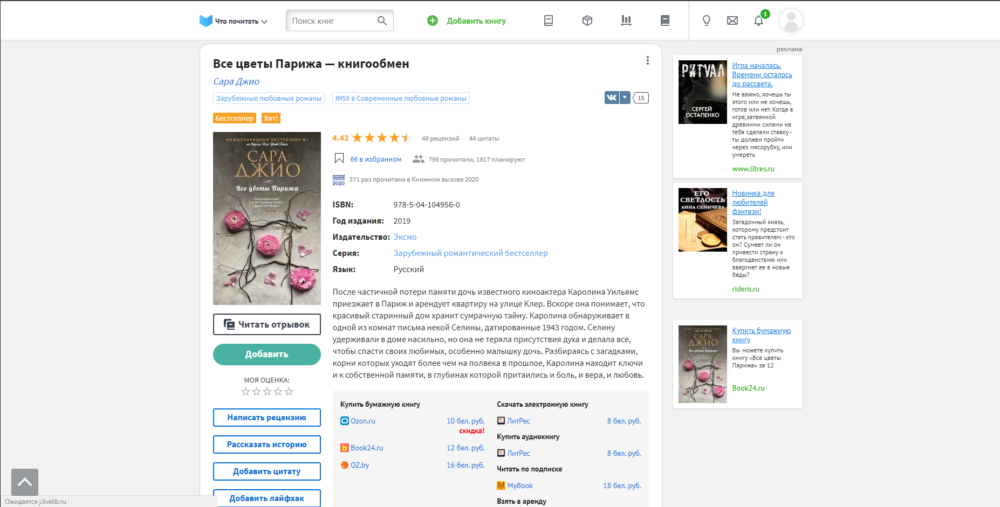 Что почитать
Поиск книг
Добавить книгу
1
Все цветы Парижа — книгообмен
Сара Джио
Зарубежные любовные романы
№59 в Современные любовные романы
15
Бестселлер
Хит!
МЕЖДУНАРОДНЫЙ БЕСТСЕЛЛЕР №1
по версии New York Times
САРА
ДЖИО
Все цветы Парижа
«Эмоциональная,
романтичная история.
Сердце замирает».
4.42
46 рецензий
44 цитаты
66 в избранном
796 прочитали, 1817 планируют
КНИЖНЫЙ
ВЫЗОВ
2020
371 раз прочитана в Книжном вызове 2020
ISBN:
978-5-04-104956-0
Год издания:
2019
Издательство:
Эксмо
Серия:
Зарубежный романтический бестселлер
Язык:
Русский
После частичной потери памяти дочь известного киноактера Каролина Уильямс
приезжает в Париж и арендует квартиру на улице Клер. Вскоре она понимает, что
красивый старинный дом хранит сумрачную тайну. Каролина обнаруживает в
одной из комнат письма некой Селины, датированные 1943 годом. Селину
удерживали в доме насильно, но она не теряла присутствия духа и делала все,
чтобы спасти своих любимых, особенно малышку дочь. Разбираясь с загадками,
корни которых уходят более чем на полвека в прошлое, Каролина находит ключи
и к собственной памяти, в глубинах которой притаились и боль, и вера, и любовь.
Читать отрывок
Добавить
МОЯ ОЦЕНКА:
Написать рецензию
Рассказать историю
Добавить цитату
Добавить лайфхак
Купить бумажную книгу
Ozon.ru
10 бел. руб.
скидка!
Book24.ru
12 бел. руб.
OZ.by
16 бел. руб.
Скачать электронную книгу
ЛитРес
8 бел. руб.
Купить аудиокнигу
ЛитРес
8 бел. руб.
Читать по подписке
MyBook
18 бел. руб.
Взять в аренду
реклама
РИТУАЛ
СЕРГЕЙ
ОСТАПЕНКО
Игра началась.
Времени осталось
до рассвета.
Не важно, хочешь ты
этого или не хочешь,
готов или нет. Когда в
игре,затеянной
древними силами на
тебя сделали ставку -
ты должен пройти
через мясорубку, или
умереть
www.litres.ru
ЕГО
СВЕТЛОСТЬ
АННА СЕНИЧЕВА
Новинка для
любителей
фэнтези!
Загадочный князь,
которому предстоит
стать правителем - кто
он? Сумеет ли он
привести страну к
благоденствию или
ввергнет ее в новые
беды?
ridero.ru
САРА
ДЖИО
Все цветы Парижа
Купить бумажную
книгу
Вы можете купить
книгу «Все цветы
Парижа» за 12
Book24.ru
Ожидается j.livelib.ru